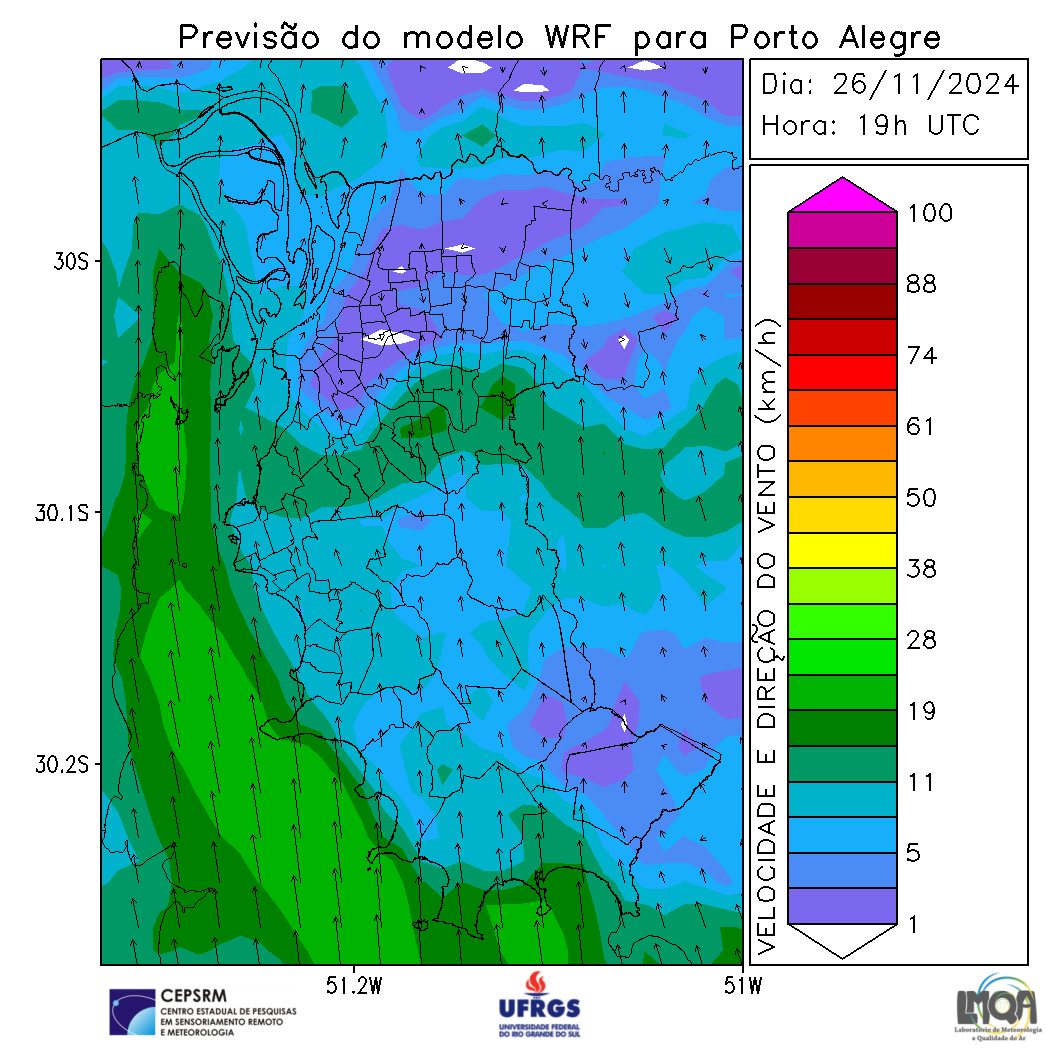 Previsão do modelo WRF para Porto Alegre
Dia: 26/11/2024
Hora: 19h UTC
30S
30.1S
30.2S
51.2W
51W
VELOCIDADE E DIREÇÃO DO VENTO (km/h)
100
88
74
61
50
38
28
19
11
5
1
CEPSRM
CENTRO ESTADUAL DE PESQUISAS
EM SENSORIAMENTO REMOTO
E METEOROLOGIA
UFRGS
UNIVERSIDADE FEDERAL
DO RIO GRANDE DO SUL
LMQA
Laboratório de Meteorologia
e Qualidade do Ar